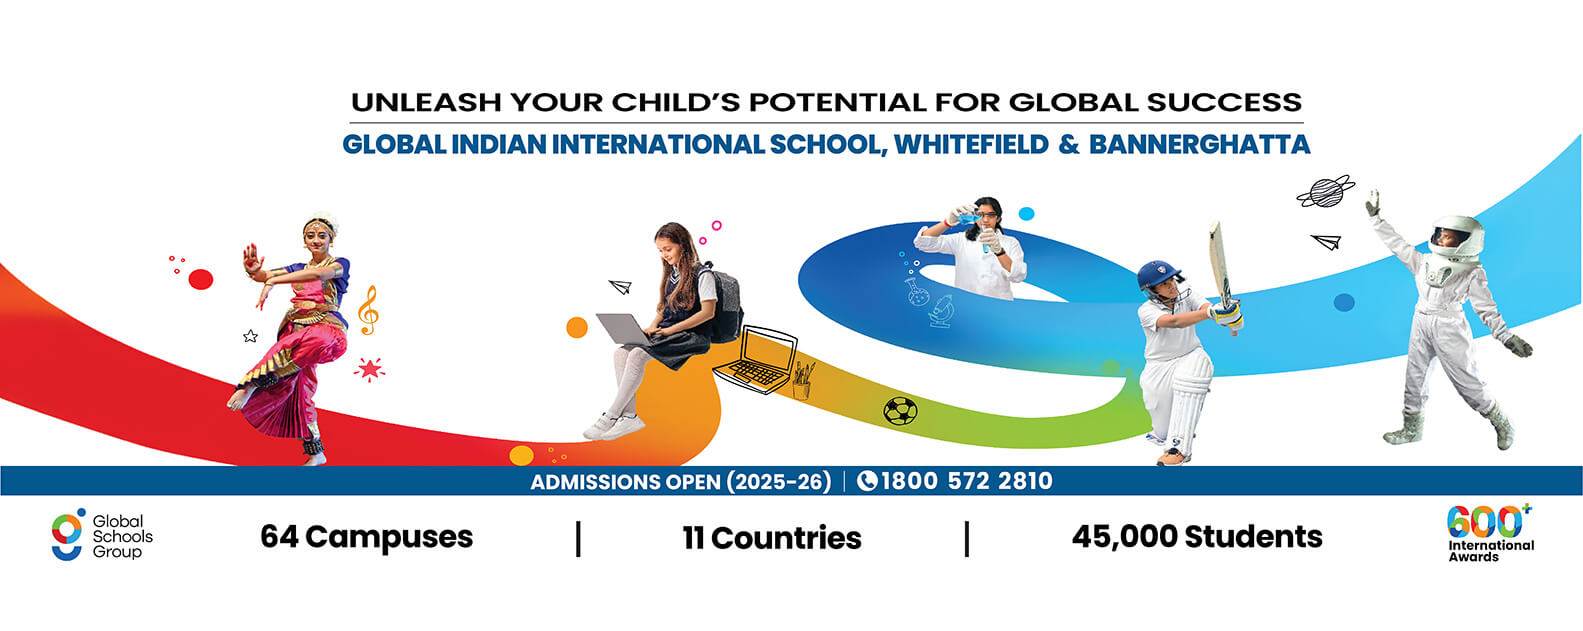 UNLEASH YOUR CHILD’S POTENTIAL FOR GLOBAL SUCCESS
GLOBAL INDIAN INTERNATIONAL SCHOOL, WHITEFIELD & BANNERGHATTA
ADMISSIONS OPEN (2025-26) | 1800 572 2810
Global
Schools
Group
64 Campuses | 11 Countries | 45,000 Students
600+
International
Awards